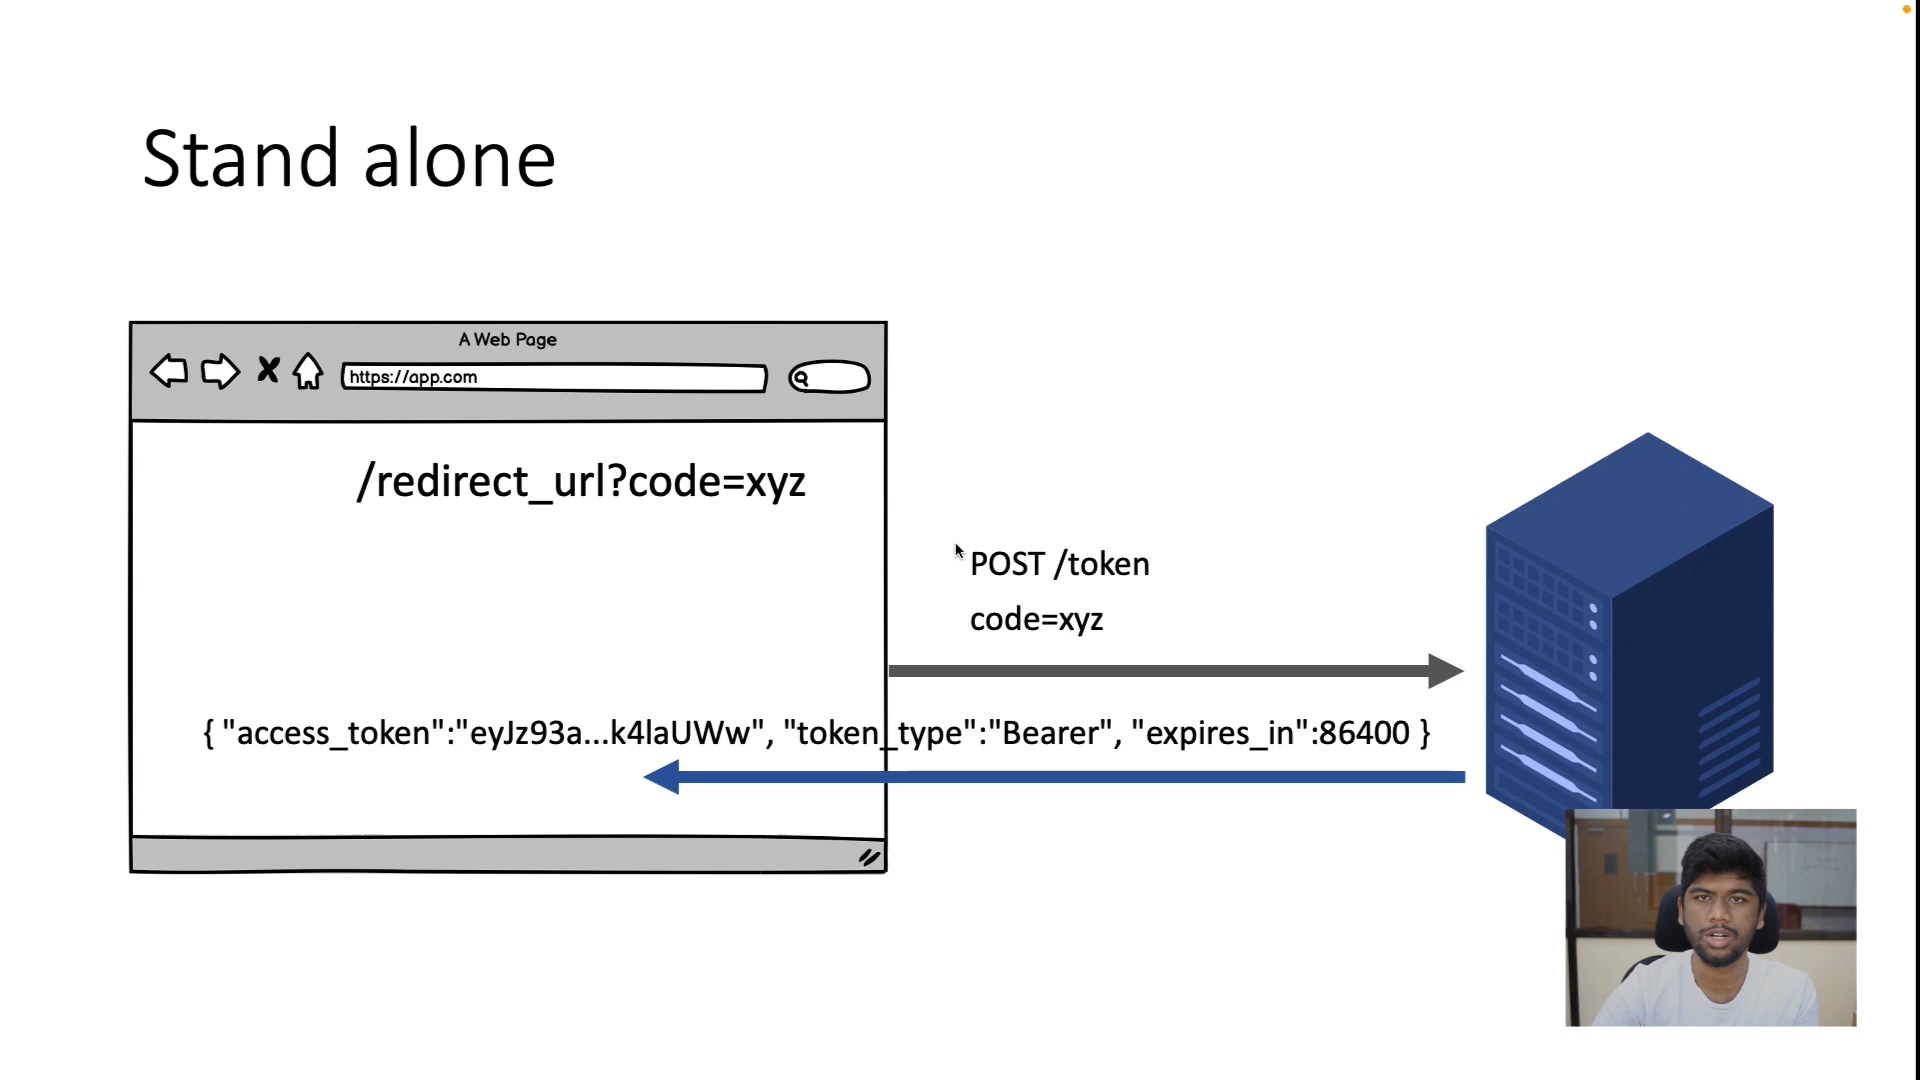 Stand alone
A Web Page
https://app.com
/redirect_url?code=xyz
POST /token
code=xyz
{ "access_token":"eyJz93a...k4laUWw", "token_type":"Bearer", "expires_in":86400 }